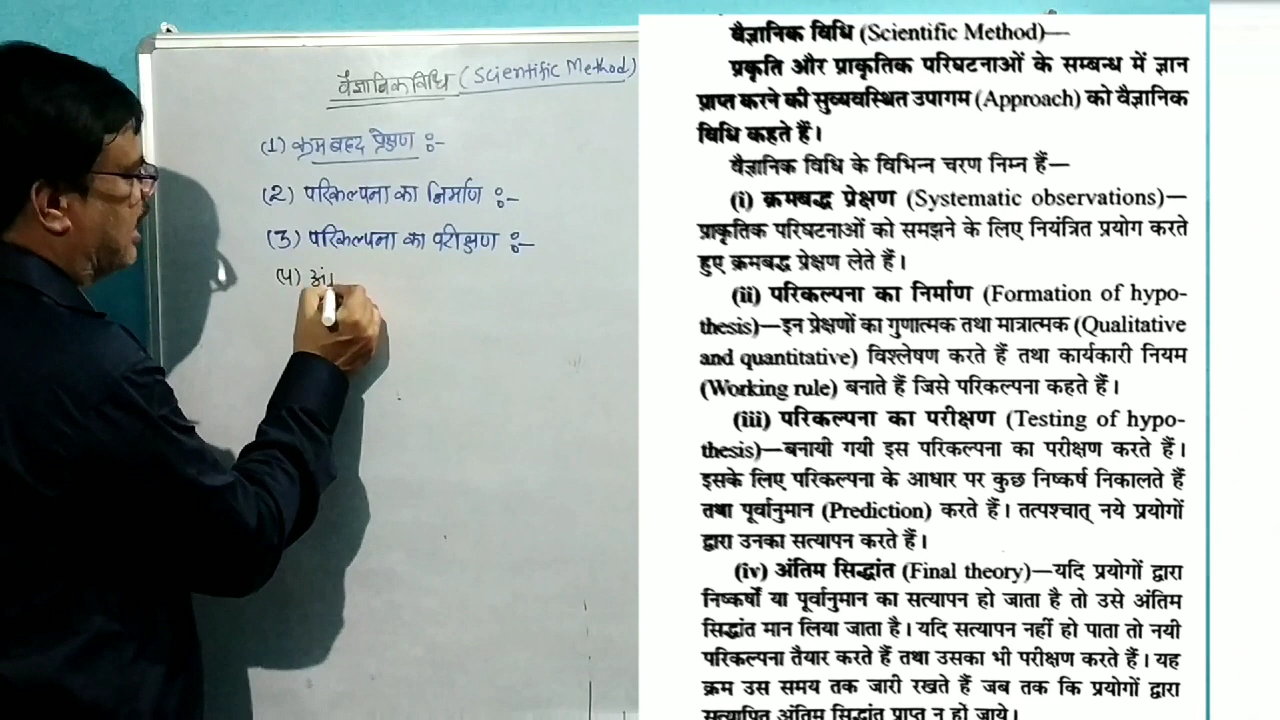 वैज्ञानिक विधि (Scientific Method)
(1) क्रमबद्ध प्रेक्षण :-
(2) परिकल्पना का निर्माण :-
(3) परिकल्पना का परीक्षण :-
(4) अं
वैज्ञानिक विधि (Scientific Method)—
प्रकृति और प्राकृतिक परिघटनाओं के सम्बन्ध में ज्ञान
प्राप्त करने की सुव्यवस्थित उपागम (Approach) को वैज्ञानिक
विधि कहते हैं।
वैज्ञानिक विधि के विभिन्न चरण निम्न हैं—
(i) क्रमबद्ध प्रेक्षण (Systematic observations)—
प्राकृतिक परिघटनाओं को समझने के लिए नियंत्रित प्रयोग करते
हुए क्रमबद्ध प्रेक्षण लेते हैं।
(ii) परिकल्पना का निर्माण (Formation of hypo-
thesis)—इन प्रेक्षणों का गुणात्मक तथा मात्रात्मक (Qualitative
and quantitative) विश्लेषण करते हैं तथा कार्यकारी नियम
(Working rule) बनाते हैं जिसे परिकल्पना कहते हैं।
(iii) परिकल्पना का परीक्षण (Testing of hypo-
thesis)—बनायी गयी इस परिकल्पना का परीक्षण करते हैं।
इसके लिए परिकल्पना के आधार पर कुछ निष्कर्ष निकालते हैं
तथा पूर्वानुमान (Prediction) करते हैं। तत्पश्चात् नये प्रयोगों
द्वारा उनका सत्यापन करते हैं।
(iv) अंतिम सिद्धांत (Final theory)—यदि प्रयोगों द्वारा
निष्कर्षों या पूर्वानुमान का सत्यापन हो जाता है तो उसे अंतिम
सिद्धांत मान लिया जाता है। यदि सत्यापन नहीं हो पाता तो नयी
परिकल्पना तैयार करते हैं तथा उसका भी परीक्षण करते हैं। यह
क्रम उस समय तक जारी रखते हैं जब तक कि प्रयोगों द्वारा
सत्यापित अंतिम सिद्धांत प्राप्त न हो जाये।